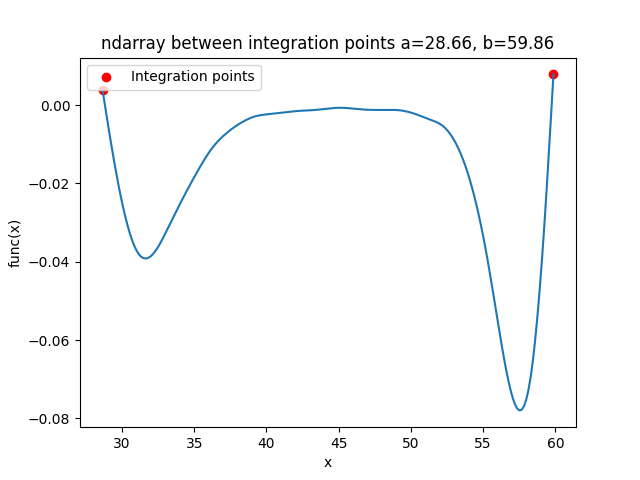 ndarray between integration points a=28.66, b=59.86
Integration points
0.00
−0.02
−0.04
−0.06
−0.08
func(x)
30 35 40 45 50 55 60
x